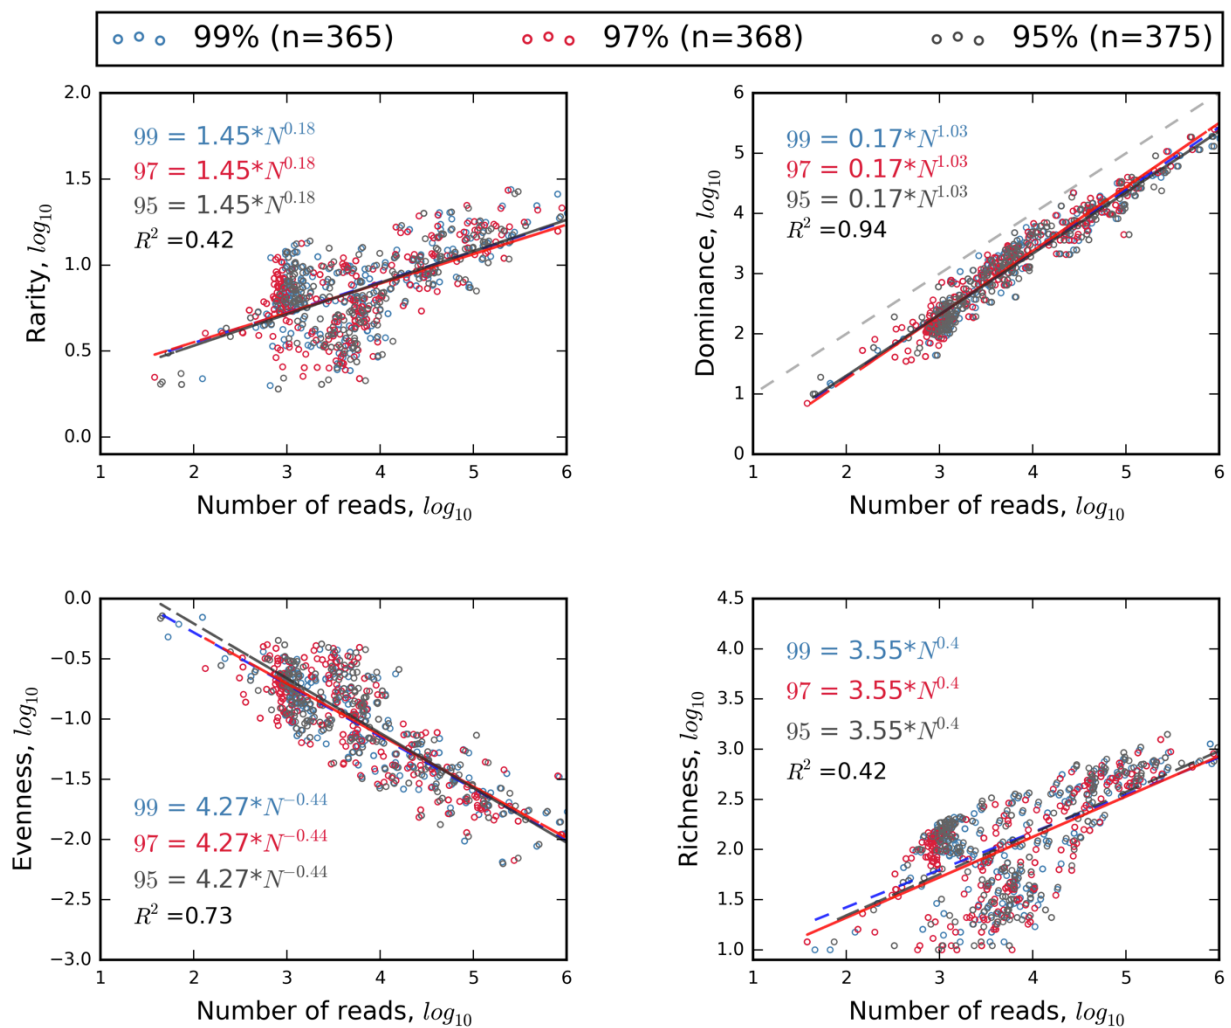 99% (n=365) 97% (n=368) 95% (n=375)
2.0
1.5
1.0
0.5
0.0
Rarity, log10
99 = 1.45*N^0.18
97 = 1.45*N^0.18
95 = 1.45*N^0.18
R^2 =0.42
1 2 3 4 5 6
Number of reads, log10
6
5
4
3
2
1
0
Dominance, log10
99 = 0.17*N^1.03
97 = 0.17*N^1.03
95 = 0.17*N^1.03
R^2 =0.94
1 2 3 4 5 6
Number of reads, log10
0.0
−0.5
−1.0
−1.5
−2.0
−2.5
−3.0
Evenness, log10
99 = 4.27*N^−0.44
97 = 4.27*N^−0.44
95 = 4.27*N^−0.44
R^2 =0.73
1 2 3 4 5 6
Number of reads, log10
4.5
4.0
3.5
3.0
2.5
2.0
1.5
1.0
Richness, log10
99 = 3.55*N^0.4
97 = 3.55*N^0.4
95 = 3.55*N^0.4
R^2 =0.42
1 2 3 4 5 6
Number of reads, log10